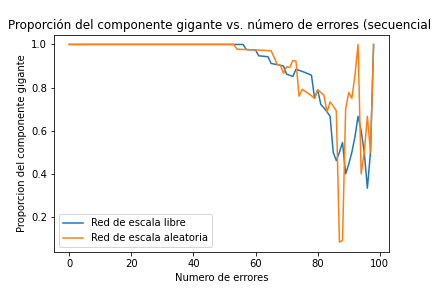 Proporción del componente gigante vs. número de errores (secuencial
1.0
0.8
0.6
0.4
0.2
Proporcion del componente gigante
Red de escala libre
Red de escala aleatoria
0 20 40 60 80 100
Numero de errores